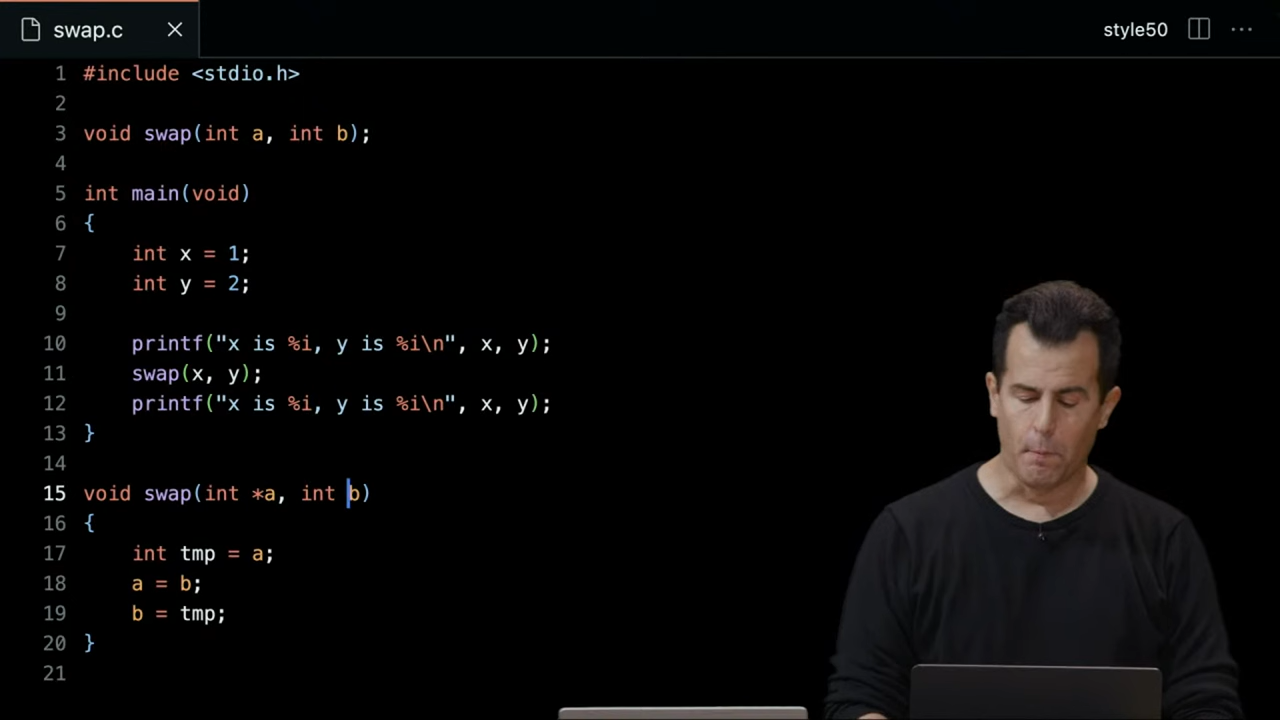 swap.c
style50
1 #include <stdio.h>
2
3 void swap(int a, int b);
4
5 int main(void)
6 {
7     int x = 1;
8     int y = 2;
9
10     printf("x is %i, y is %i\n", x, y);
11     swap(x, y);
12     printf("x is %i, y is %i\n", x, y);
13 }
14
15 void swap(int *a, int b)
16 {
17     int tmp = a;
18     a = b;
19     b = tmp;
20 }
21